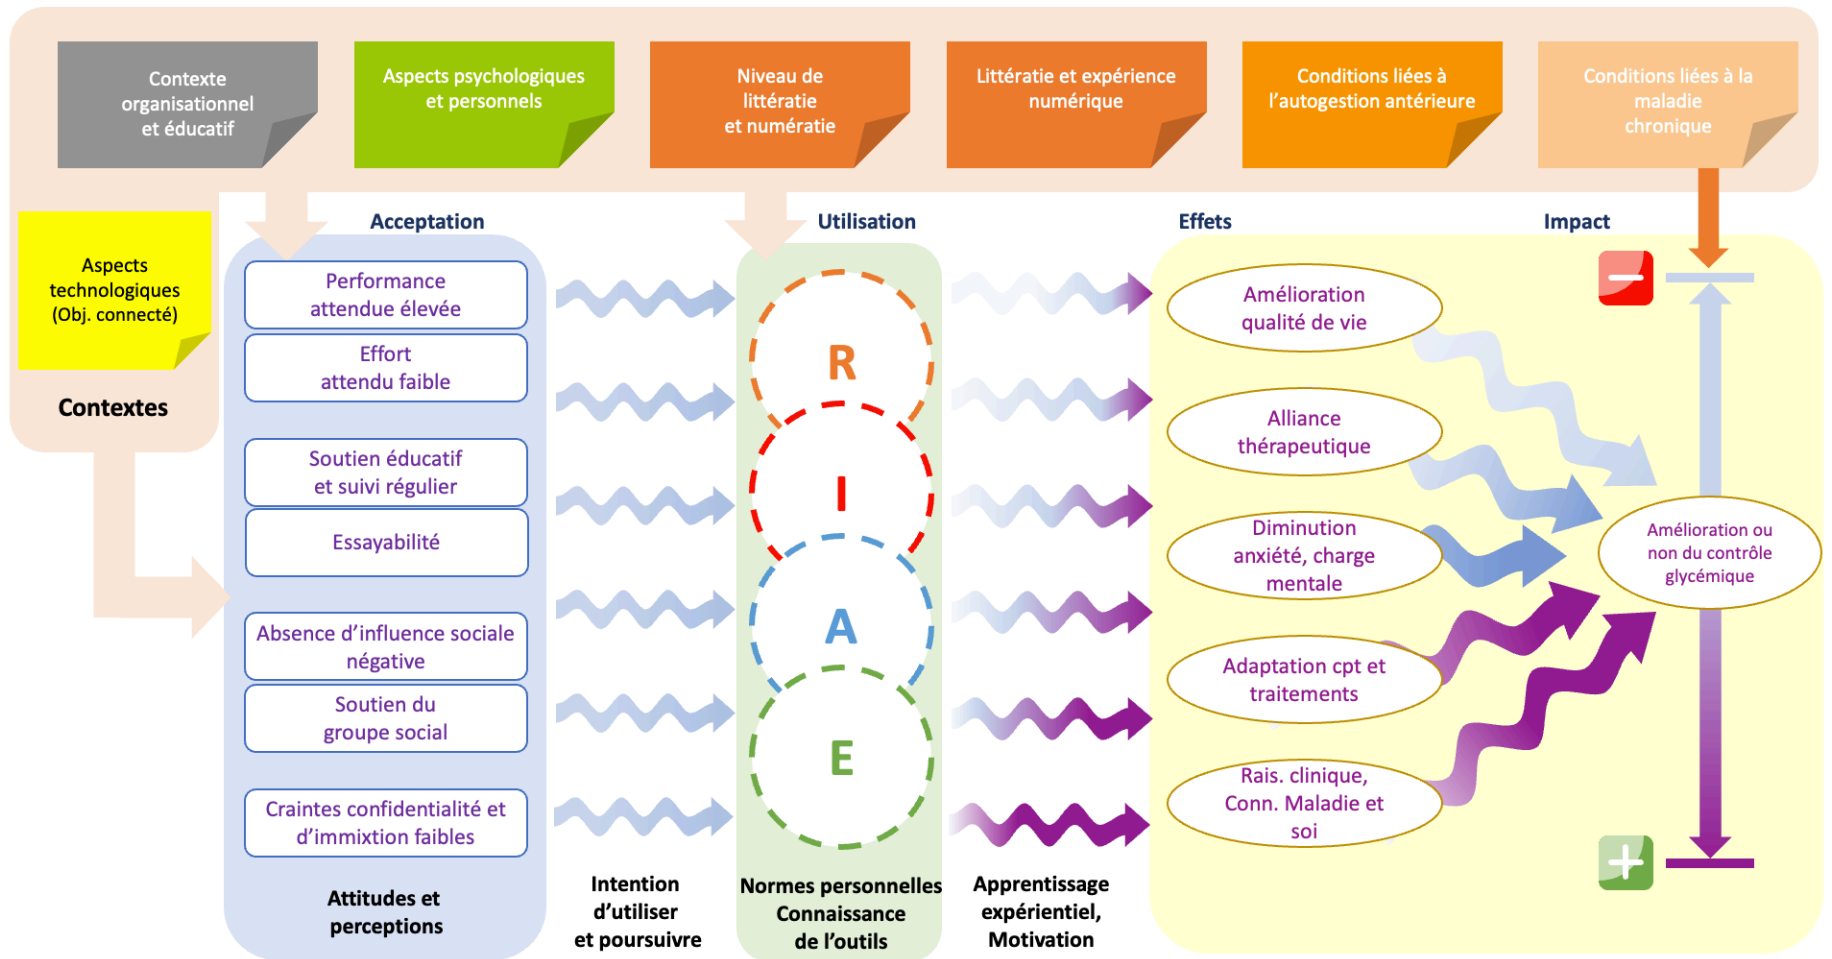 Contexte
organisationnel
et éducatif
Aspects psychologiques
et personnels
Niveau de
littératie
et numératie
Littératie et expérience
numérique
Conditions liées à
l’autogestion antérieure
Conditions liées à la
maladie
chronique
Aspects
technologiques
(Obj. connecté)
Contextes
Acceptation
Utilisation
Effets
Impact
Performance
attendue élevée
Effort
attendu faible
Soutien éducatif
et suivi régulier
Essayabilité
Absence d’influence sociale
négative
Soutien du
groupe social
Craintes confidentialité et
d’immixtion faibles
Attitudes et
perceptions
Intention
d’utiliser
et poursuivre
R
I
A
E
Normes personnelles
Connaissance
de l’outils
Apprentissage
expérientiel,
Motivation
Amélioration
qualité de vie
Alliance
thérapeutique
Diminution
anxiété, charge
mentale
Adaptation cpt et
traitements
Rais. clinique,
Conn. Maladie et
soi
−
Amélioration ou
non du contrôle
glycémique
+